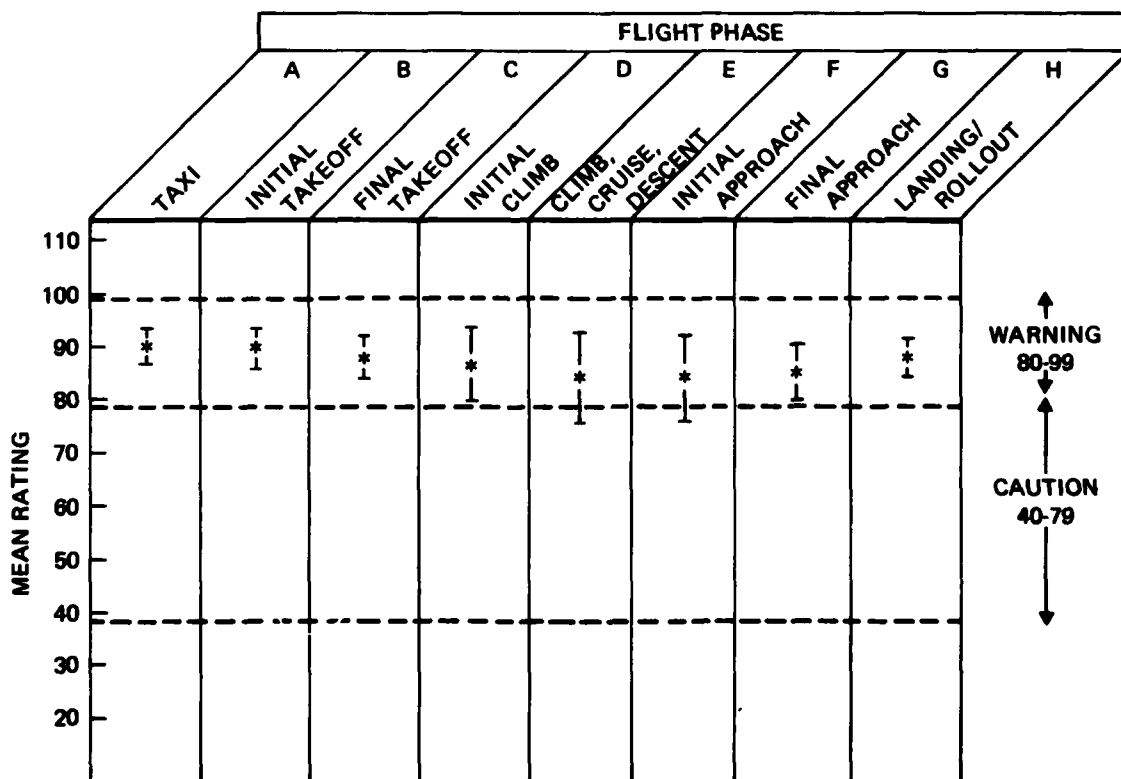 FLIGHT PHASE
A B C D E F G H
TAXI
INITIAL
TAKEOFF
FINAL
TAKEOFF
INITIAL
CLIMB
CLIMB,
CRUISE,
DESCENT
INITIAL
APPROACH
FINAL
APPROACH
LANDING/
ROLLOUT
MEAN RATING
110
100
90
80
70
60
50
40
30
20
WARNING
80-99
CAUTION
40-79